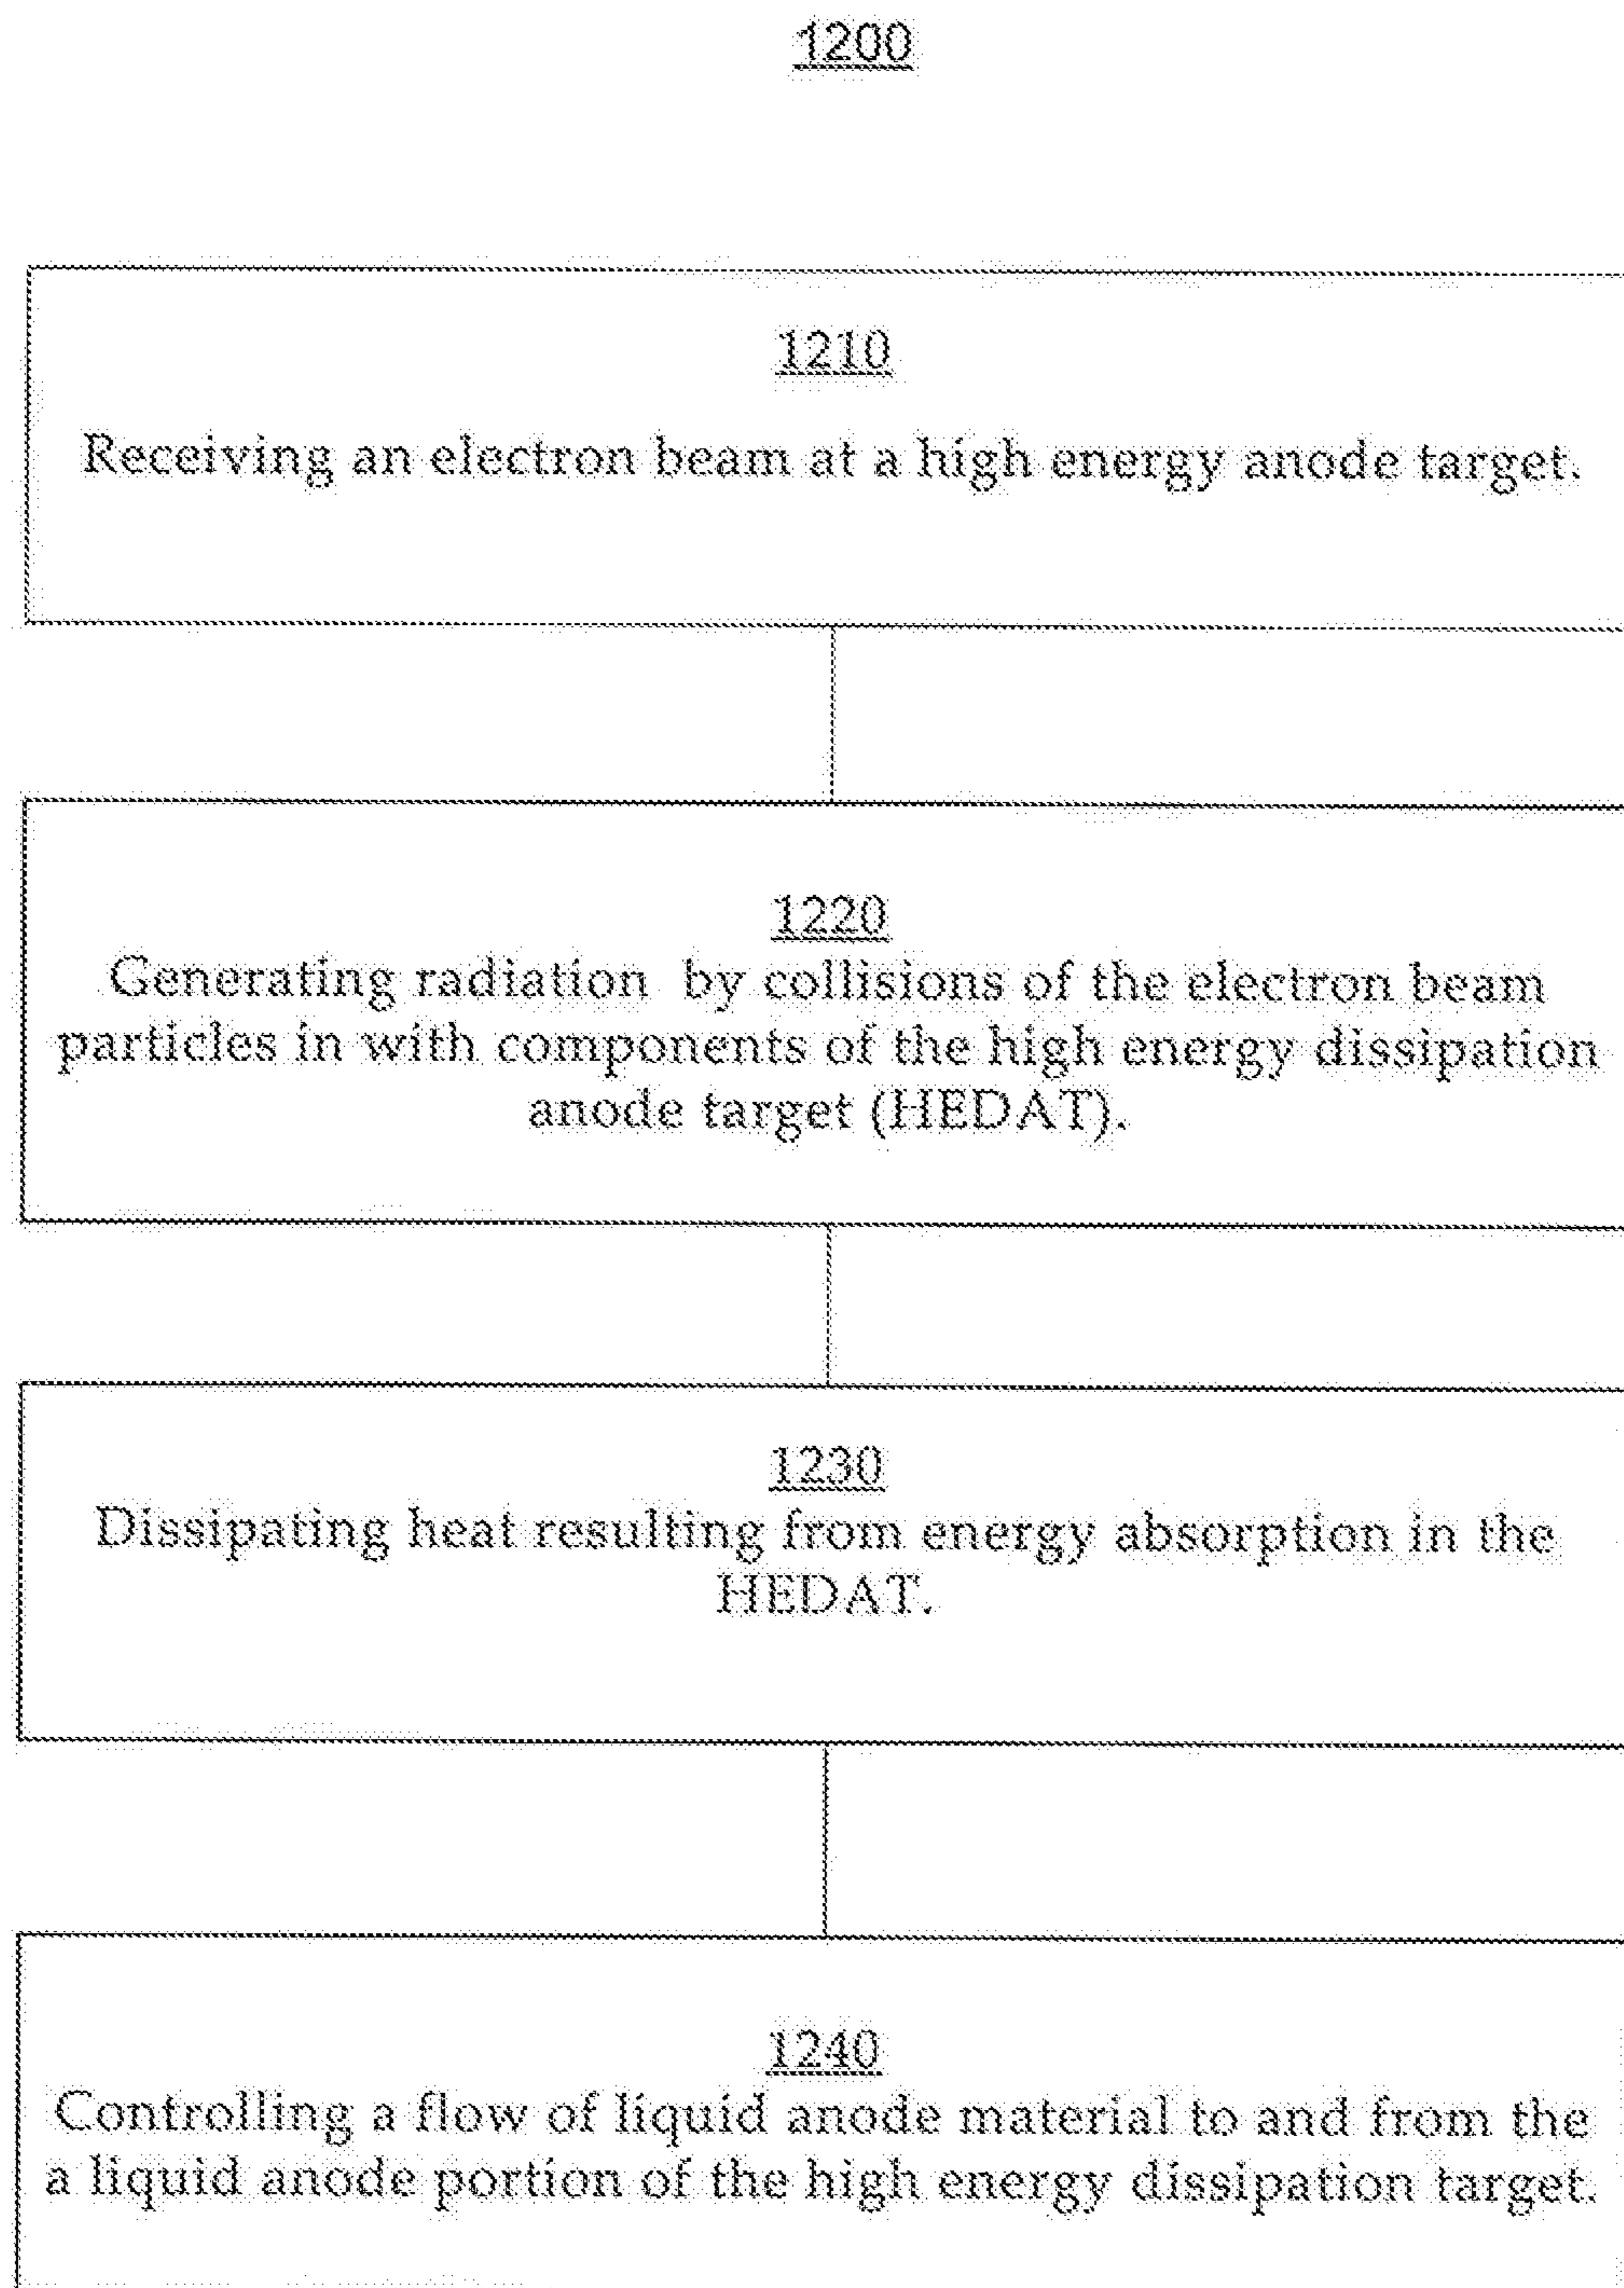 1200
1210
Receiving an electron beam at a high energy anode target.
1220
Generating radiation by collisions of the electron beam
particles in with components of the high energy dissipation
anode target (HEDAT).
1230
Dissipating heat resulting from energy absorption in the
HEDAT.
1240
Controlling a flow of liquid anode material to and from the
a liquid anode portion of the high energy dissipation target.